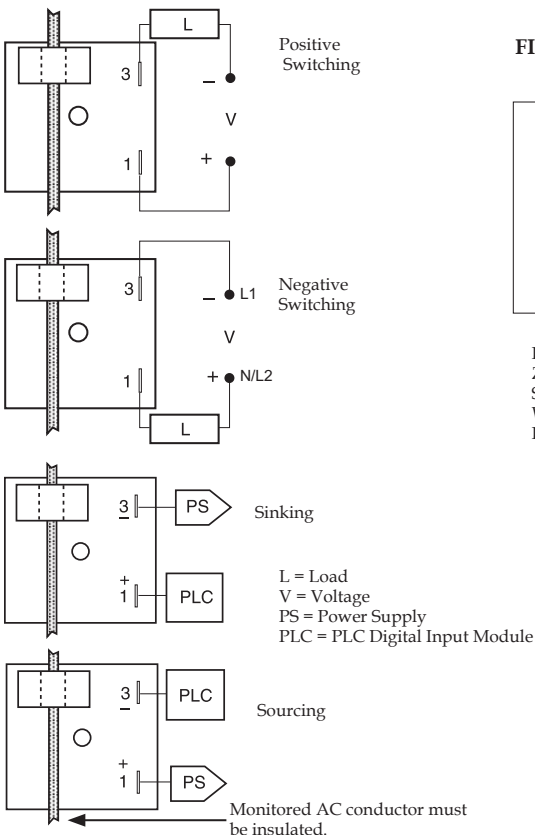 L
3
–
V
1
+
Positive
Switching
FI
L1
3
–
V
1
+
N/L2
L
Negative
Switching
3
–
PS
+
1
PLC
Sinking
L = Load
V = Voltage
PS = Power Supply
PLC = PLC Digital Input Module
3
–
PLC
+
1
PS
Sourcing
Monitored AC conductor must
be insulated.